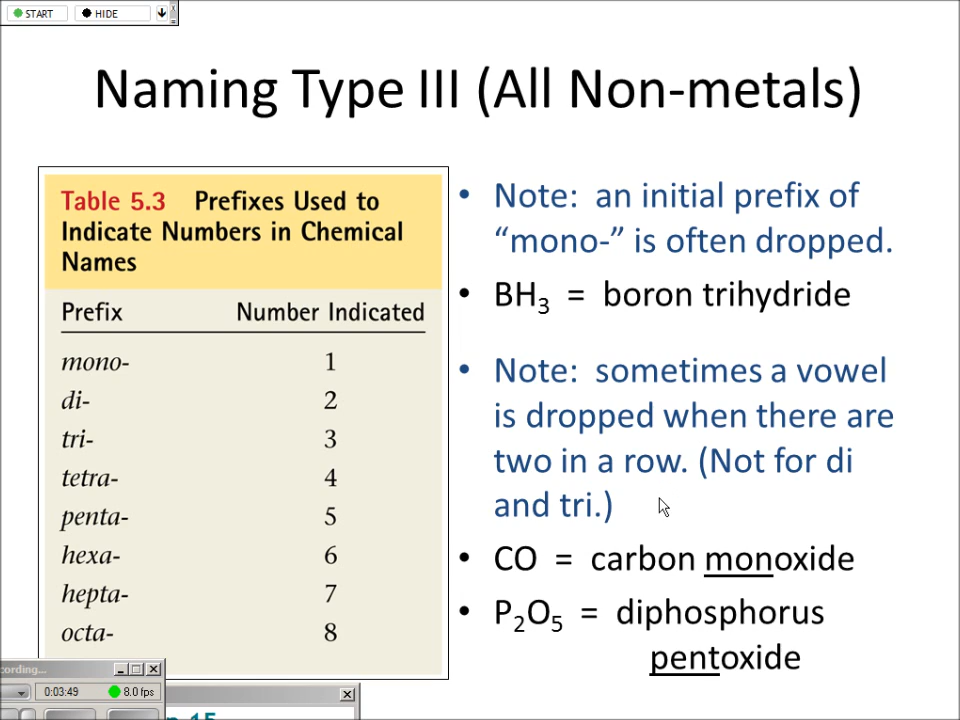 START HIDE
Naming Type III (All Non-metals)
Table 5.3 Prefixes Used to
Indicate Numbers in Chemical
Names
Prefix Number Indicated
mono- 1
di- 2
tri- 3
tetra- 4
penta- 5
hexa- 6
hepta- 7
octa- 8
• Note: an initial prefix of
“mono-” is often dropped.
• BH₃ = boron trihydride
• Note: sometimes a vowel
is dropped when there are
two in a row. (Not for di
and tri.)
• CO = carbon monoxide
• P₂O₅ = diphosphorus
pentoxide
cording...
0:03:49 8.0 fps